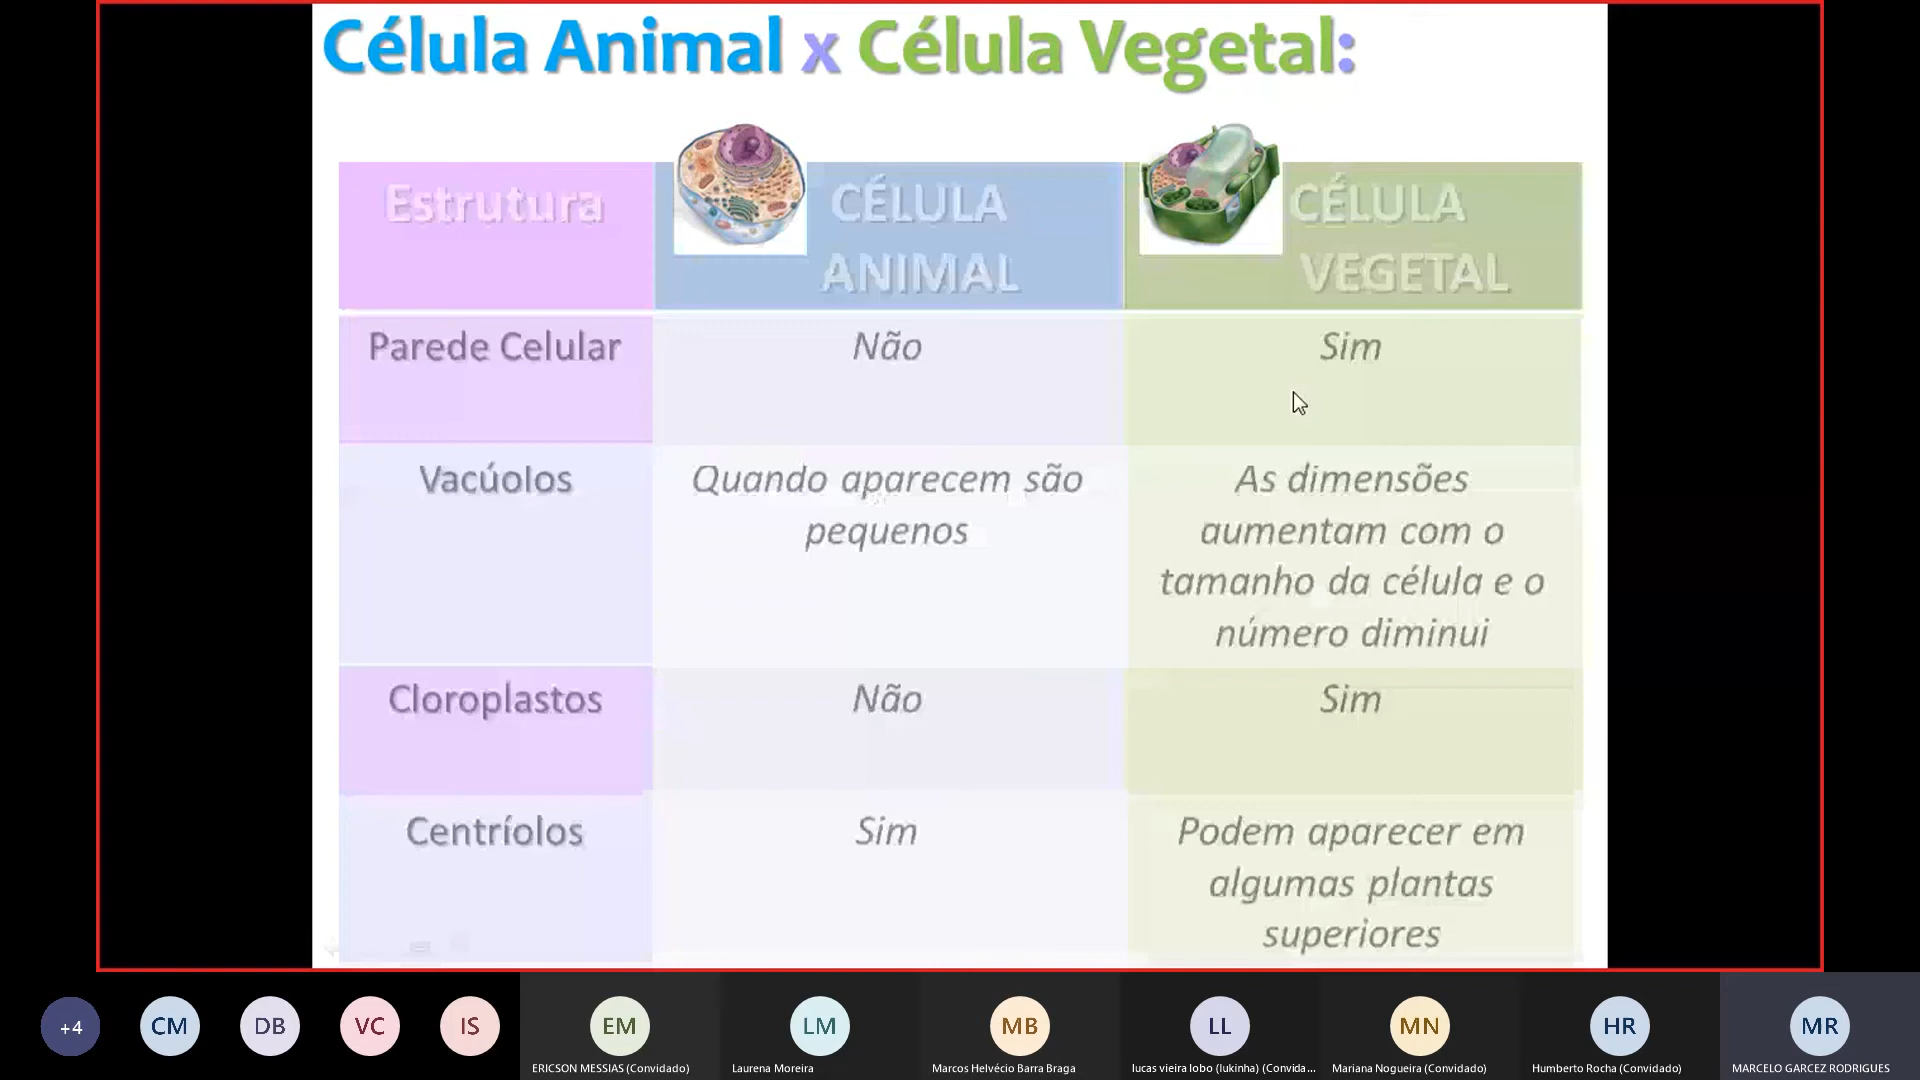 Célula Animal x Célula Vegetal:
Estrutura
CÉLULA
ANIMAL
CÉLULA
VEGETAL
Parede Celular
Não
Sim
Vacúolos
Quando aparecem são
pequenos
As dimensões
aumentam com o
tamanho da célula e o
número diminui
Cloroplastos
Não
Sim
Centríolos
Sim
Podem aparecer em
algumas plantas
superiores
+4
CM
DB
VC
IS
EM
ERICSON MESSIAS (Convidado)
LM
Laurena Moreira
MB
Marcos Helvécio Barra Braga
LL
lucas vieira lobo (lukinha) (Convida...
MN
Mariana Nogueira (Convidado)
HR
Humberto Rocha (Convidado)
MR
MARCELO GARCEZ RODRIGUES